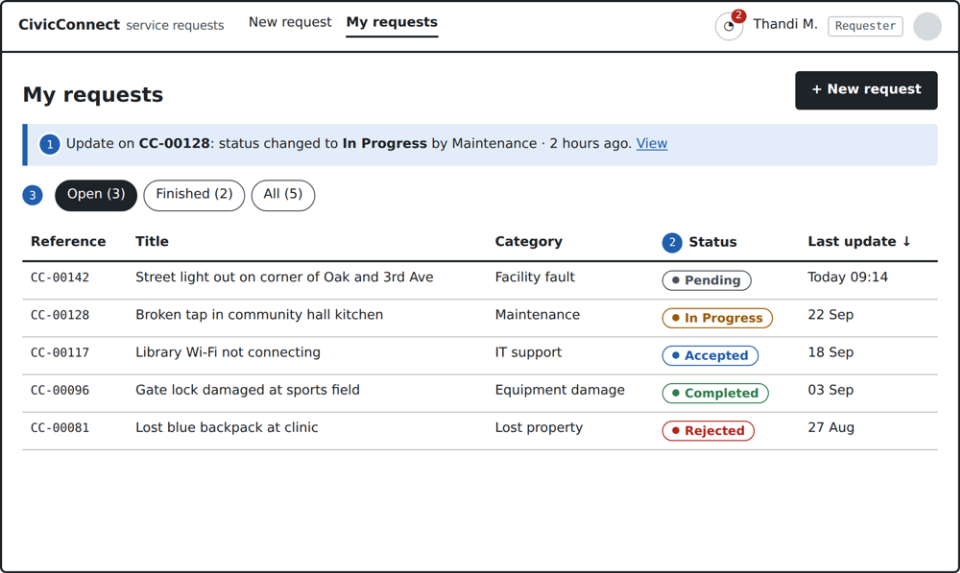 CivicConnect service requests New request My requests 2 Thandi M. Requester
My requests
+ New request
1 Update on CC-00128: status changed to In Progress by Maintenance · 2 hours ago. View
3 Open (3) Finished (2) All (5)
Reference Title Category 2 Status Last update ↓
CC-00142 Street light out on corner of Oak and 3rd Ave Facility fault Pending Today 09:14
CC-00128 Broken tap in community hall kitchen Maintenance In Progress 22 Sep
CC-00117 Library Wi-Fi not connecting IT support Accepted 18 Sep
CC-00096 Gate lock damaged at sports field Equipment damage Completed 03 Sep
CC-00081 Lost blue backpack at clinic Lost property Rejected 27 Aug